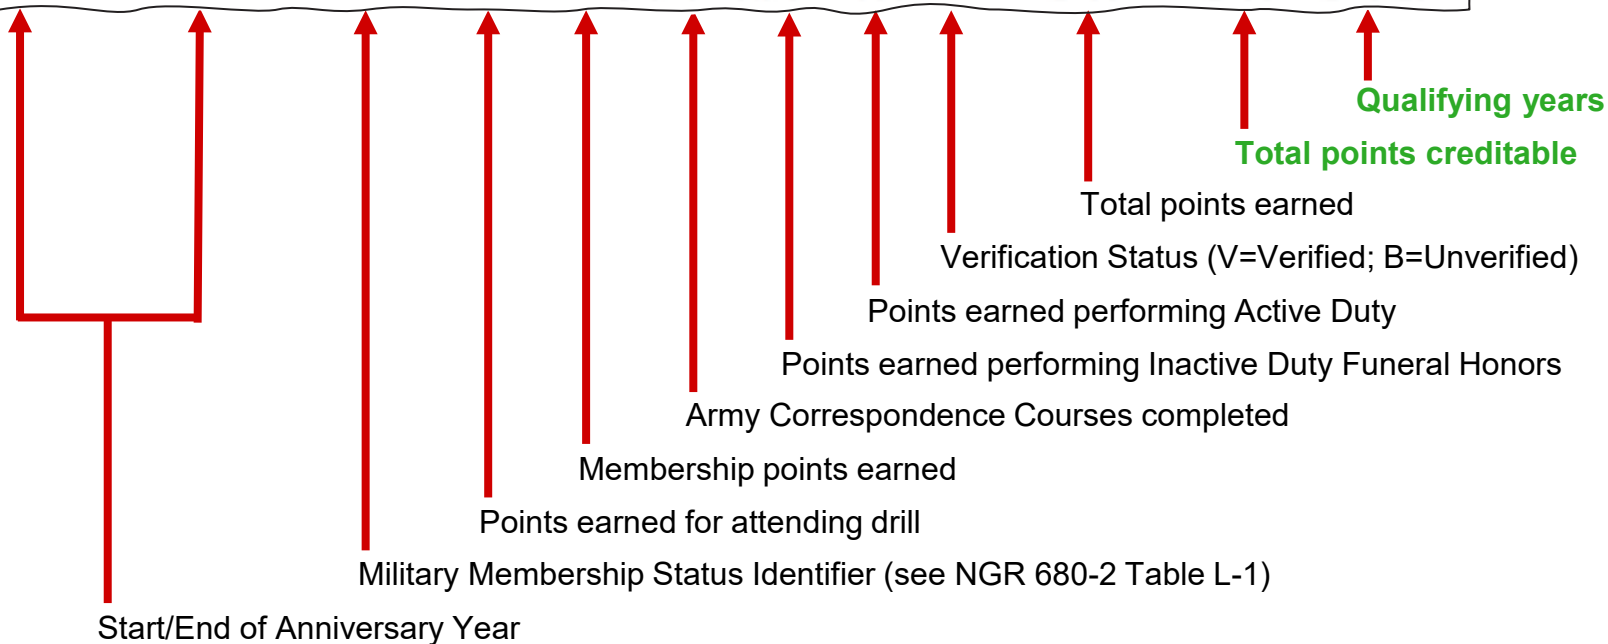 Qualifying years
Total points creditable
Total points earned
Verification Status (V=Verified; B=Unverified)
Points earned performing Active Duty
Points earned performing Inactive Duty Funeral Honors
Army Correspondence Courses completed
Membership points earned
Points earned for attending drill
Military Membership Status Identifier (see NGR 680-2 Table L-1)
Start/End of Anniversary Year